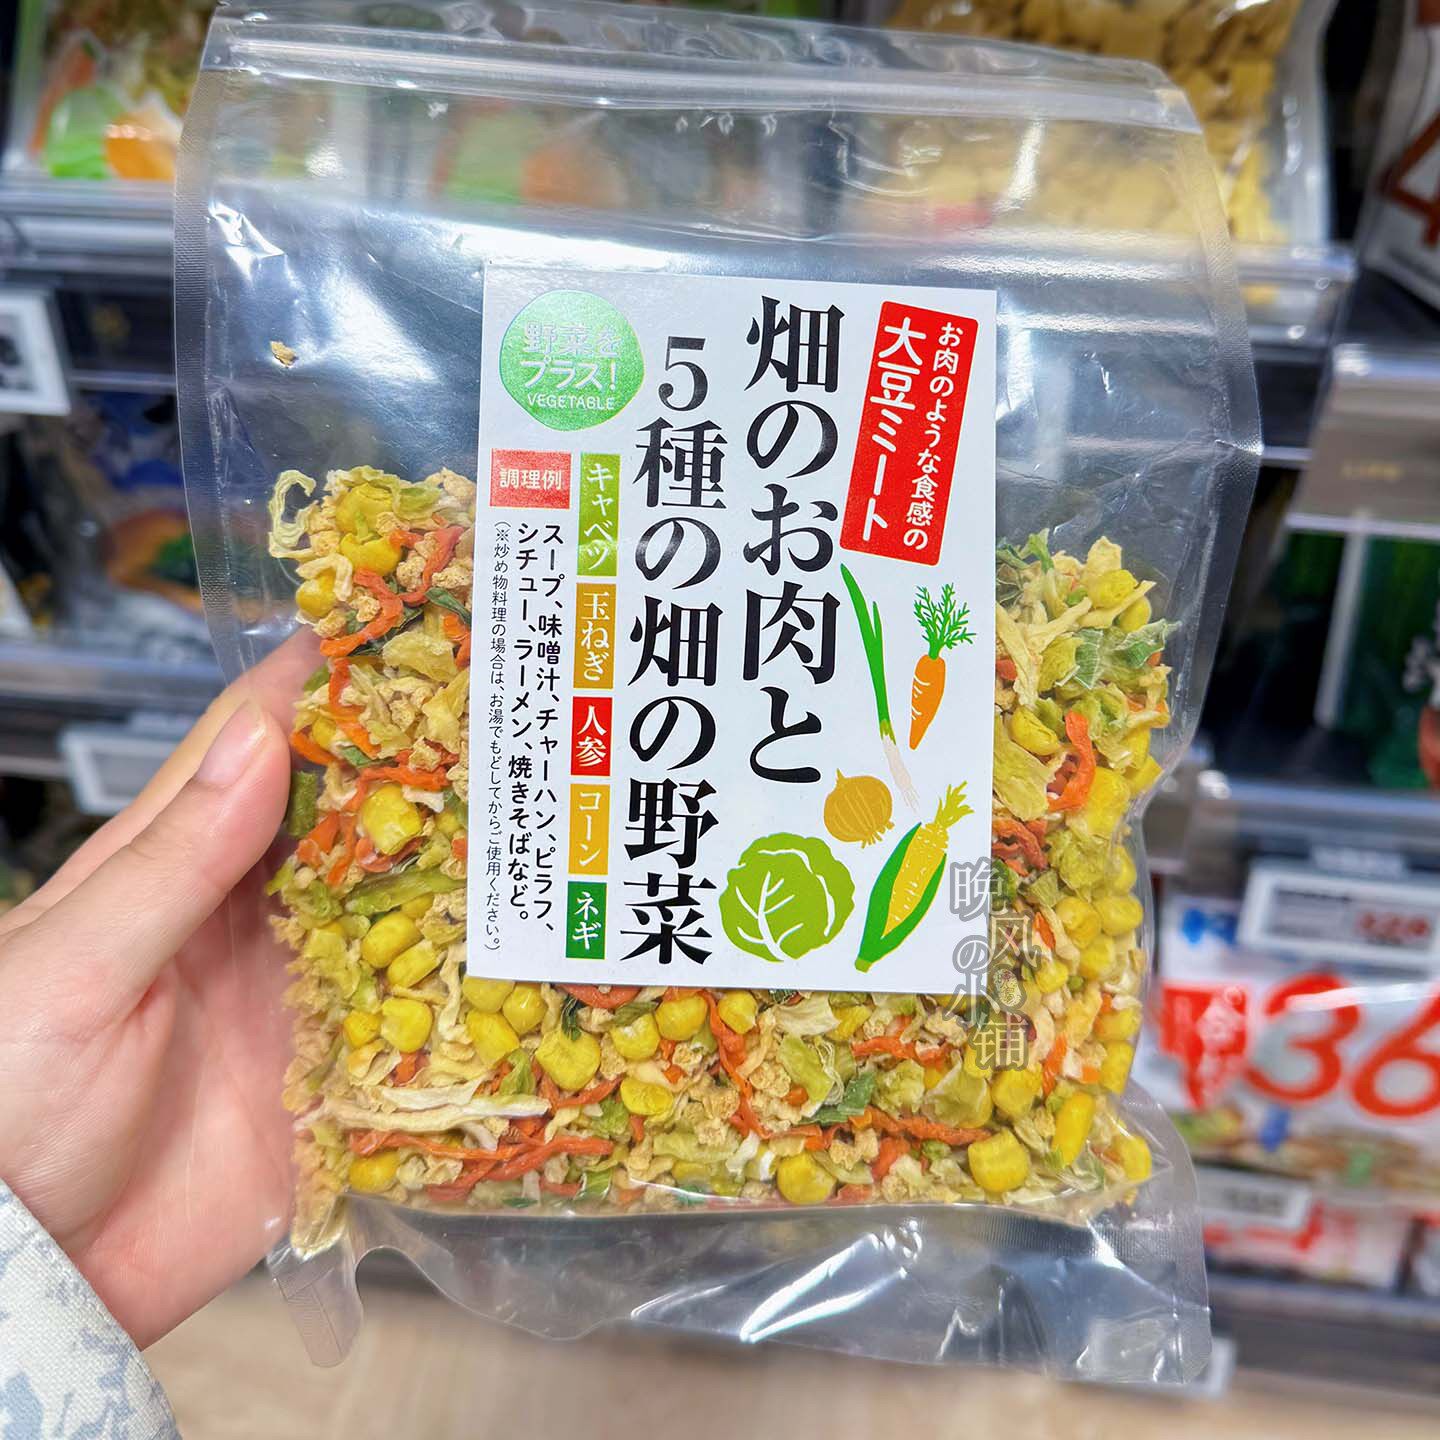 お肉のような食感の
大豆ミート
畑のお肉と
5種の畑の野菜
野菜を
プラス!
VEGETABLE
キャベツ
玉ねぎ
人参
コーン
ネギ
調理例
スープ、味噌汁、チャーハン、ピラフ、
シチュー、ラーメン、焼きそばなど。
(※炒め物料理の場合は、お湯でもどしてからご使用ください。)
晚风
の小铺
36